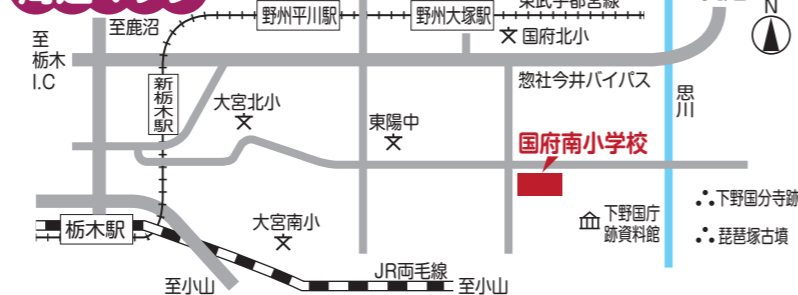 至鹿沼
野州平川駅
野州大塚駅
東武宇都宮線
N
至
栃木
I.C
国府北小
新栃木駅
惣社今井バイパス
思川
大宮北小
東陽中
国府南小学校
下野国庁
跡資料館
下野国分寺跡
琵琶塚古墳
栃木駅
大宮南小
JR両毛線
至小山
至小山